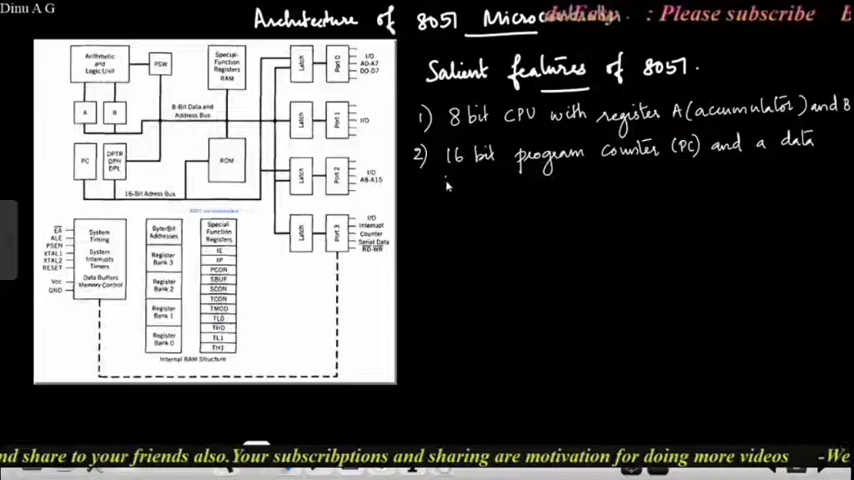 Dinu A G
Architecture of 8051
: Please subscribe
Salient features of 8051.
1) 8 bit CPU with register A (accumulator) and B
2) 16 bit program counter (PC) and a data
Arithmetic and Logic Unit
PSW
Special-Function Registers RAM
Latch
Port 0
I/O
A0-A7
D0-D7
A
B
8-Bit Data and Address Bus
Latch
Port 1
I/O
PC
DPTR
DPH
DPL
ROM
Latch
Port 2
I/O
A8-A15
16-Bit Adress Bus
Latch
Port 3
I/O
Interrupt
Counter
Serial Data
RD-WR
EA
ALE
PSEN
XTAL1
XTAL2
RESET
Vcc
GND
System Timing
System Interrupts Timers
Data Buffers Memory Control
Byte/Bit Addresses
Register Bank 3
Register Bank 2
Register Bank 1
Register Bank 0
Special-Function Registers
IE
IP
PCON
SBUF
SCON
TCON
TMOD
TL0
TH0
TL1
TH1
Internal RAM Structure
nd share to your friends also.Your subscribptions and sharing are motivation for doing more videos -We